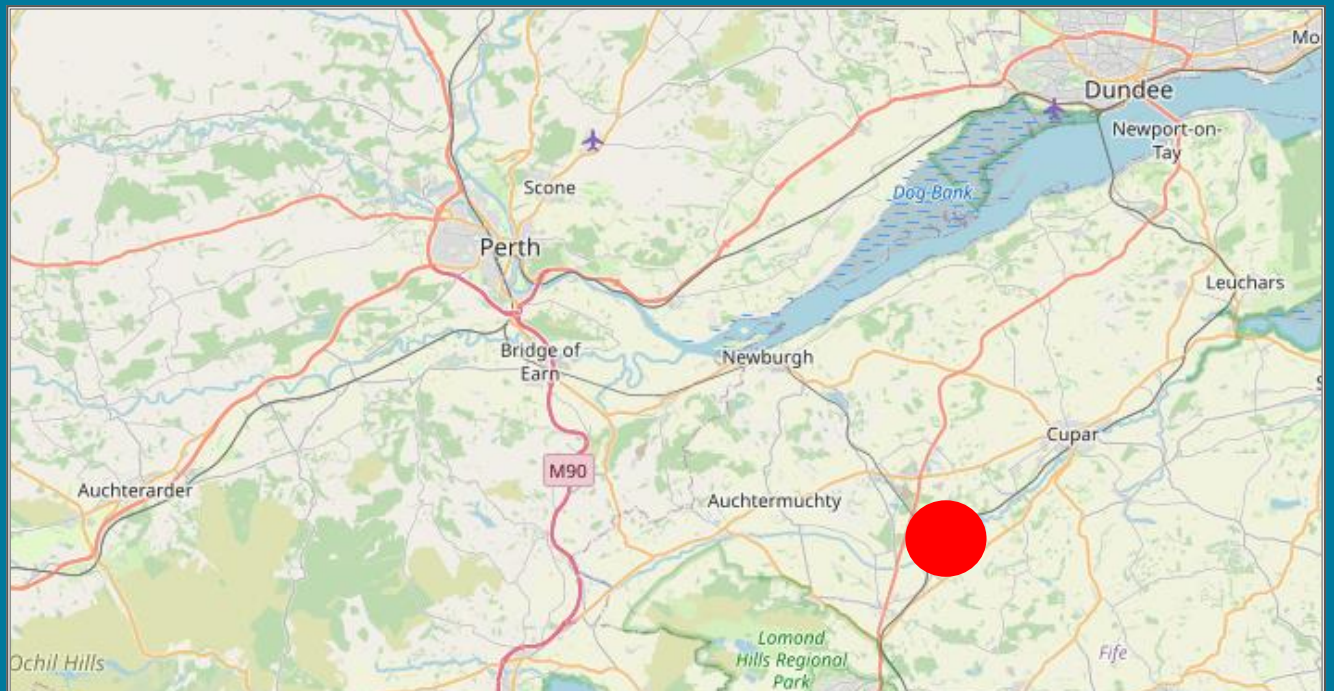 Mo
Dundee
Newport-on-
Tay
Scone
Dog Bank
Perth
Leuchars
Bridge of
Earn
Newburgh
Cupar
M90
Auchterarder
Auchtermuchty
Lomond
Hills Regional
Park
Fife
Ochil Hills